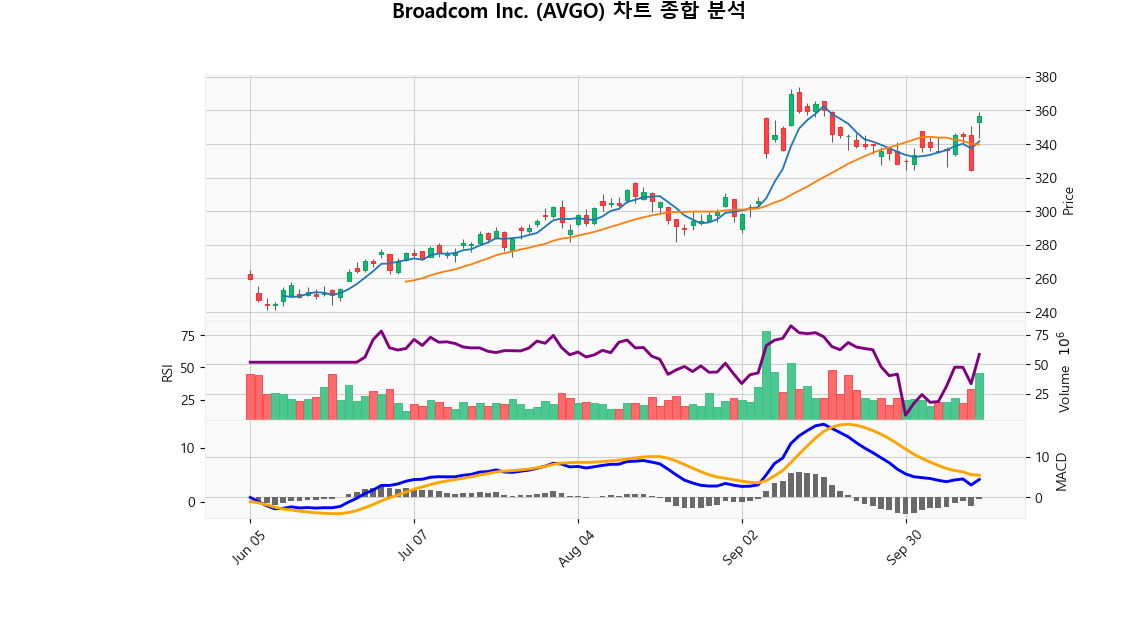 Broadcom Inc. (AVGO) 차트 종합 분석
380
360
340
320
300
280
260
240
Price
75
50
25
RSI
75
50
25
Volume 10^6
10
0
10
0
MACD
Jun 05
Jul 07
Aug 04
Sep 02
Sep 30